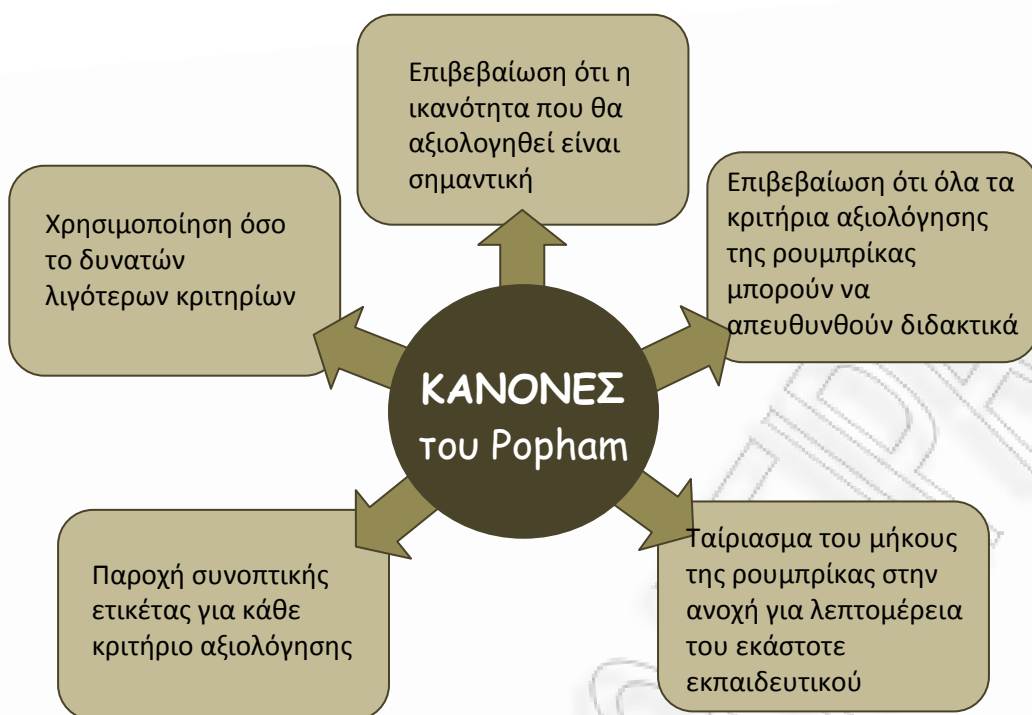 Επιβεβαίωση ότι η
ικανότητα που θα
αξιολογηθεί είναι
σημαντική
Χρησιμοποίηση όσο
το δυνατών
λιγότερων κριτηρίων
Επιβεβαίωση ότι όλα τα
κριτήρια αξιολόγησης
της ρουμπρίκας
μπορούν να
απευθυνθούν διδακτικά
ΚΑΝΟΝΕΣ
του Popham
Παροχή συνοπτικής
ετικέτας για κάθε
κριτήριο αξιολόγησης
Ταίριασμα του μήκους
της ρουμπρίκας στην
ανοχή για λεπτομέρεια
του εκάστοτε
εκπαιδευτικού